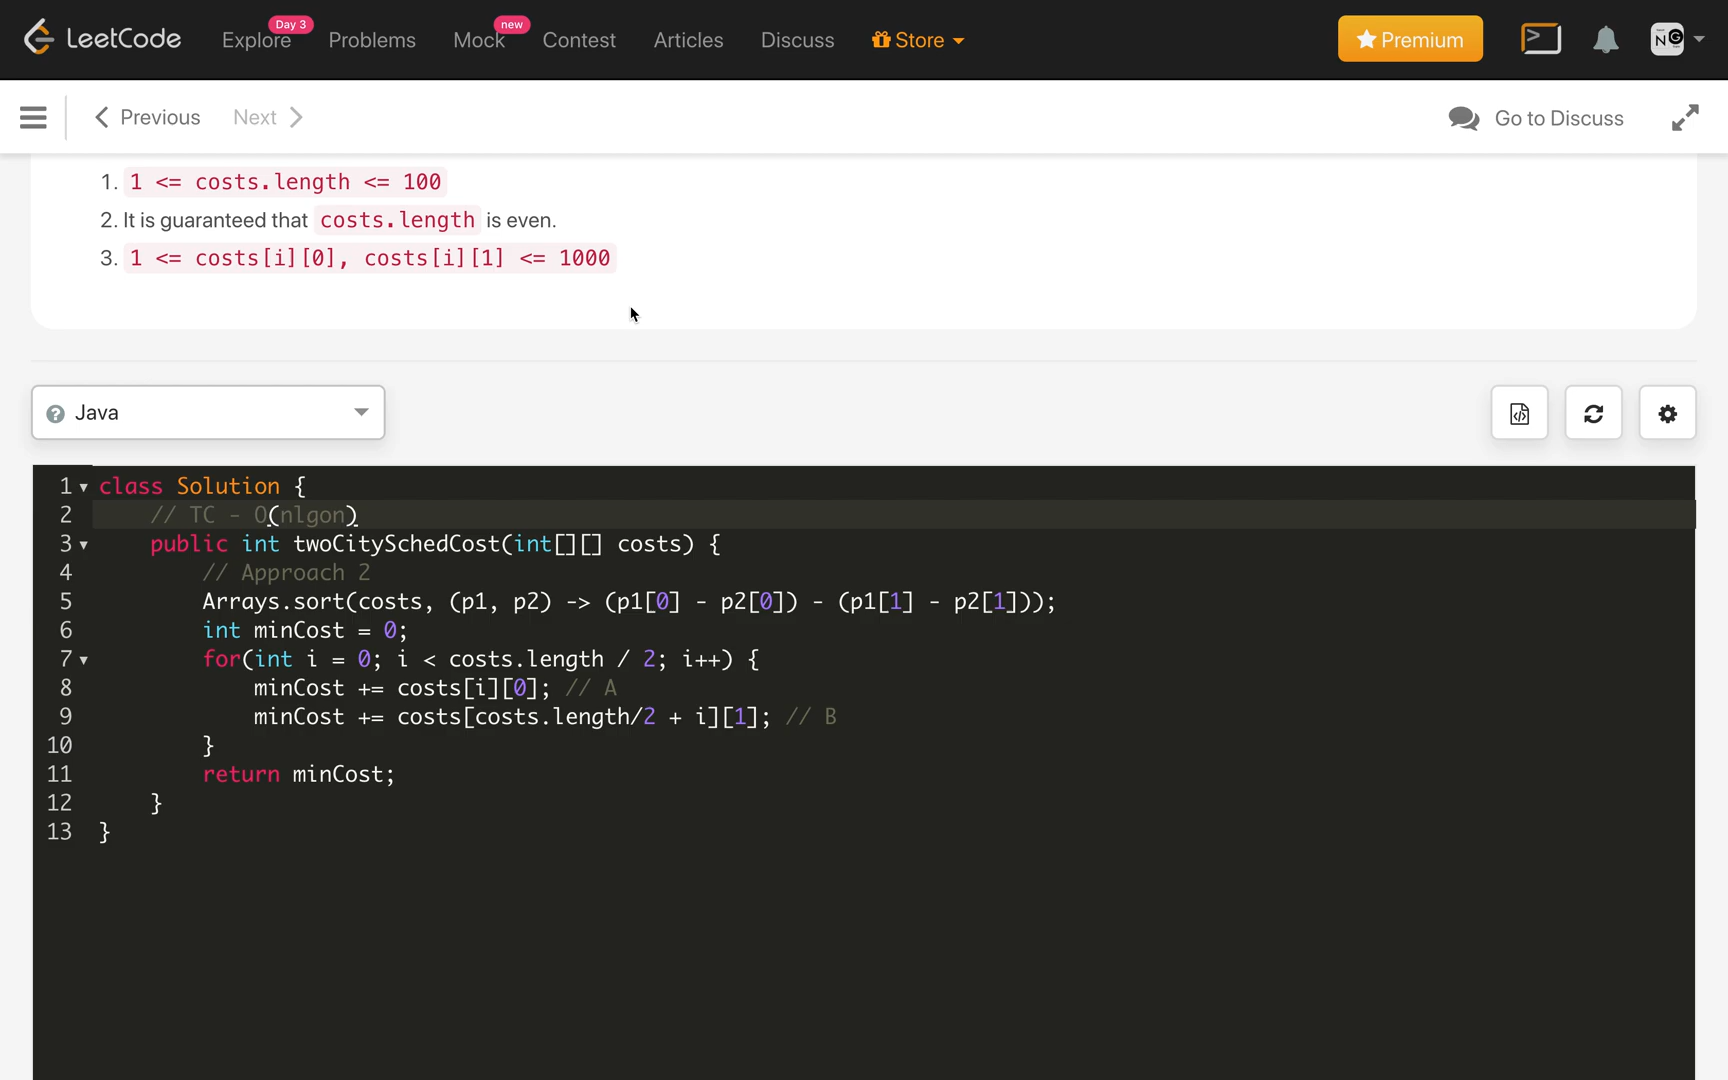 LeetCode Explore Day 3 Problems Mock new Contest Articles Discuss Store Premium NG
Previous Next Go to Discuss
1. 1 <= costs.length <= 100
2. It is guaranteed that costs.length is even.
3. 1 <= costs[i][0], costs[i][1] <= 1000
? Java
1 class Solution {
2 // TC - O(nlgon)
3 public int twoCitySchedCost(int[][] costs) {
4 // Approach 2
5 Arrays.sort(costs, (p1, p2) -> (p1[0] - p2[0]) - (p1[1] - p2[1]));
6 int minCost = 0;
7 for(int i = 0; i < costs.length / 2; i++) {
8 minCost += costs[i][0]; // A
9 minCost += costs[costs.length/2 + i][1]; // B
10 }
11 return minCost;
12 }
13 }